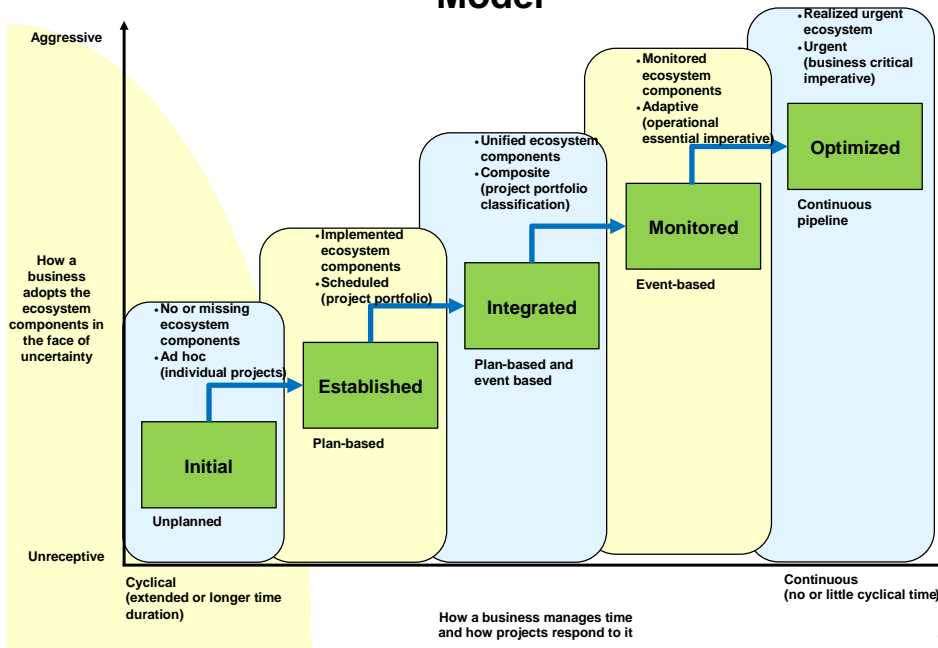 Model
Aggressive
• Realized urgent
ecosystem
• Urgent
(business critical
imperative)
• Monitored
ecosystem
components
• Adaptive
(operational
essential imperative)
Optimized
• Unified ecosystem
components
• Composite
(project portfolio
classification)
Continuous
pipeline
Monitored
• Implemented
ecosystem
components
• Scheduled
(project portfolio)
Event-based
How a
business
adopts the
ecosystem
components in
the face of
uncertainty
Integrated
• No or missing
ecosystem
components
• Ad hoc
(individual projects)
Plan-based and
event based
Established
Plan-based
Initial
Unplanned
Unreceptive
Cyclical
(extended or longer time
duration)
Continuous
(no or little cyclical time)
How a business manages time
and how projects respond to it